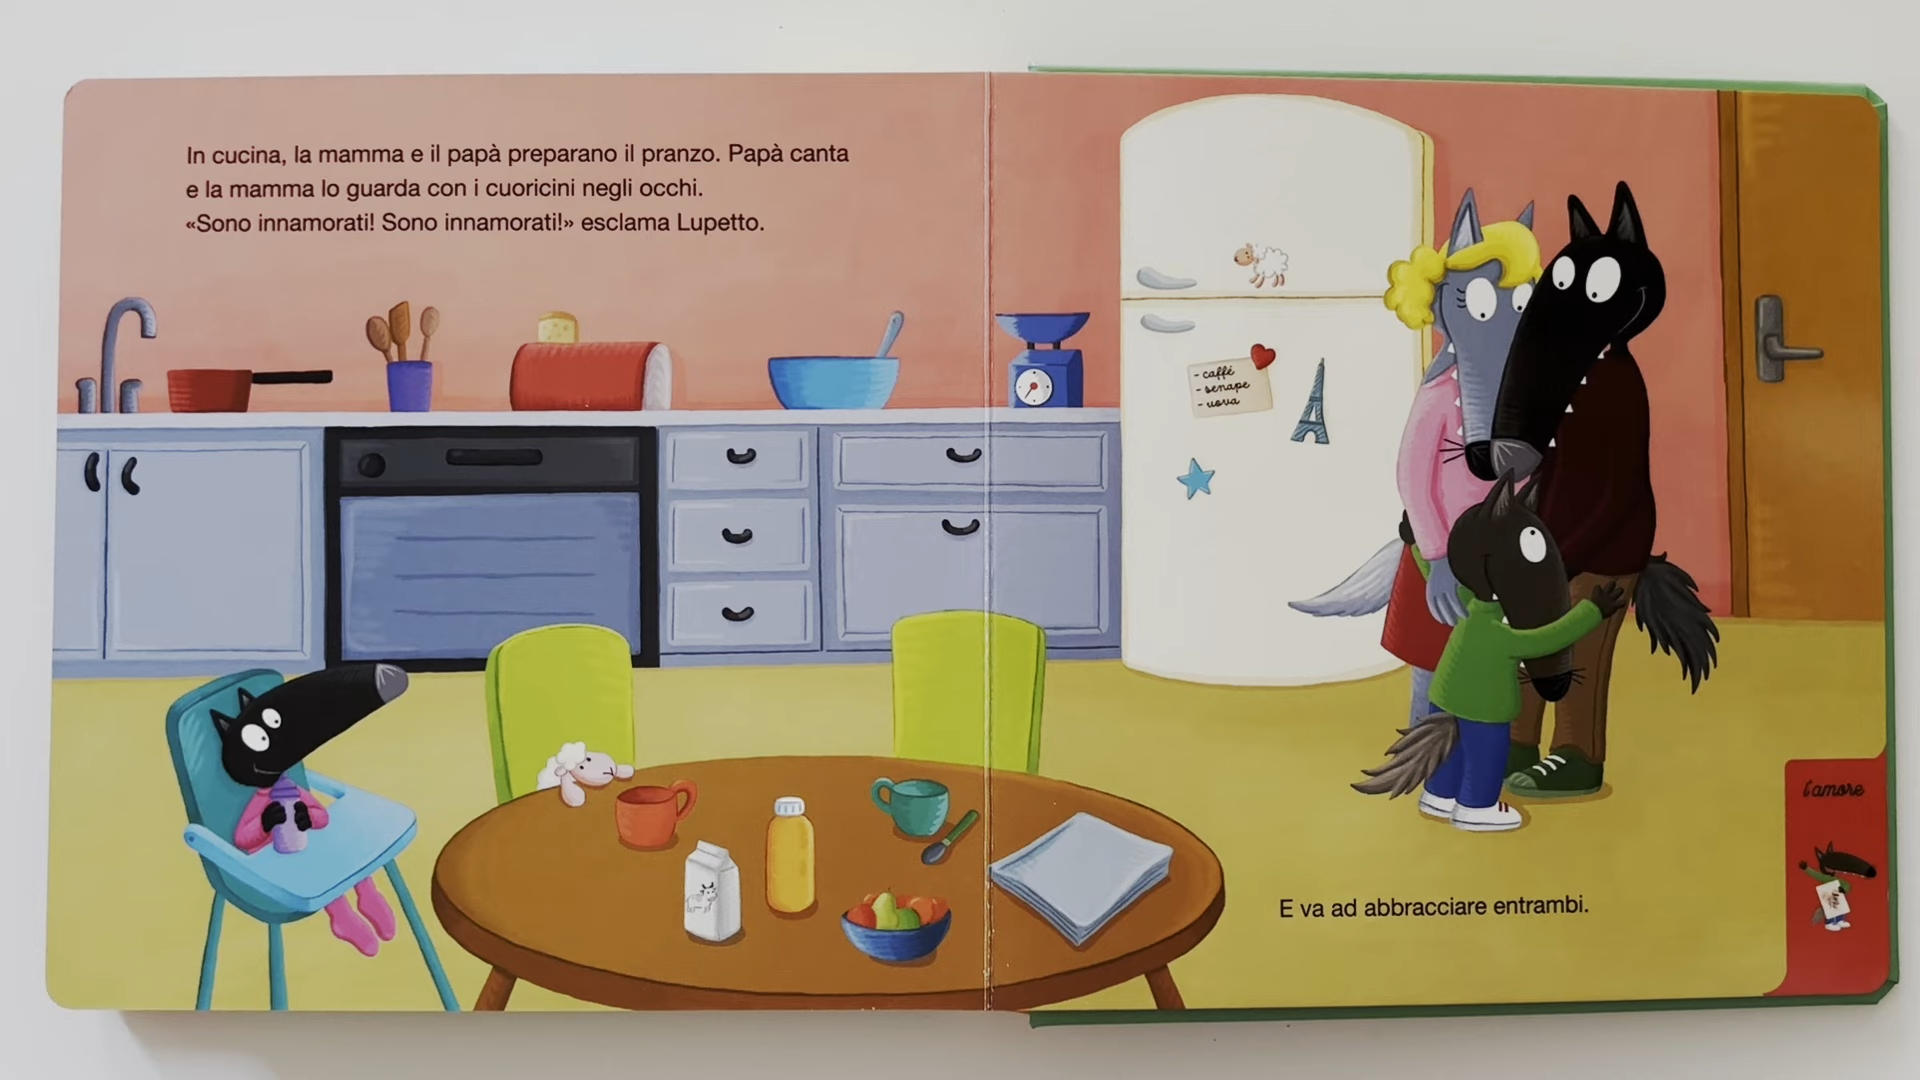 In cucina, la mamma e il papà preparano il pranzo. Papà canta
e la mamma lo guarda con i cuoricini negli occhi.
«Sono innamorati! Sono innamorati!» esclama Lupetto.
- caffé
- senape
- uova
E va ad abbracciare entrambi.
l'amore